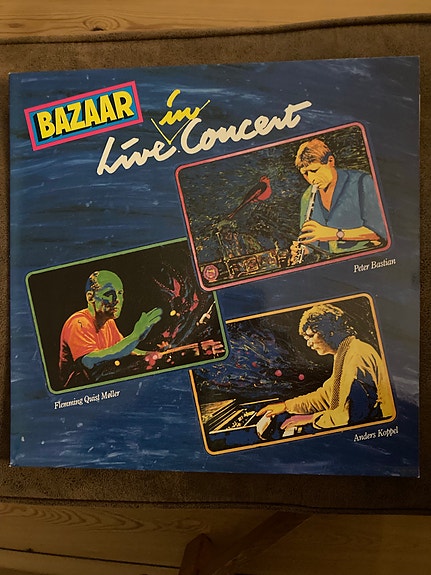 BAZAAR
in
Live Concert
Peter Bastian
Flemming Quist Møller
Anders Koppel